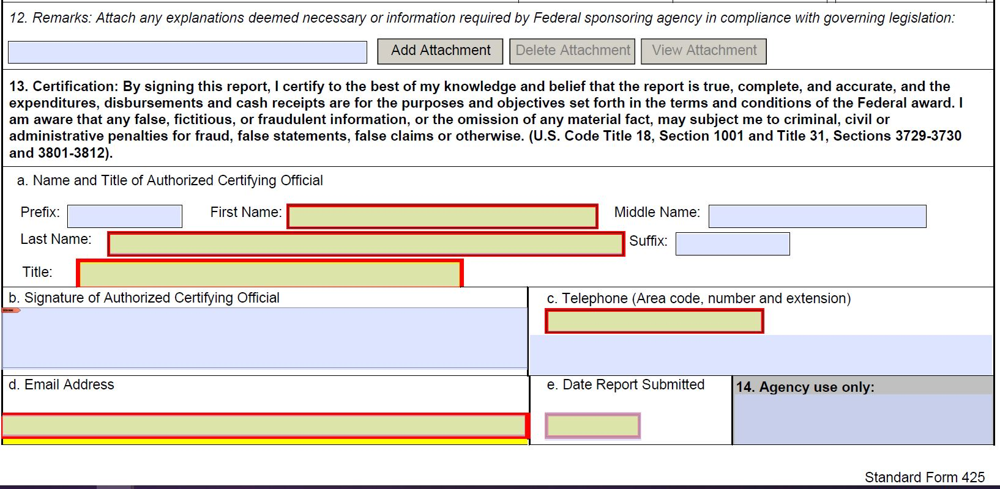 12. Remarks: Attach any explanations deemed necessary or information required by Federal sponsoring agency in compliance with governing legislation:
Add Attachment Delete Attachment View Attachment
13. Certification: By signing this report, I certify to the best of my knowledge and belief that the report is true, complete, and accurate, and the
expenditures, disbursements and cash receipts are for the purposes and objectives set forth in the terms and conditions of the Federal award. I
am aware that any false, fictitious, or fraudulent information, or the omission of any material fact, may subject me to criminal, civil or
administrative penalties for fraud, false statements, false claims or otherwise. (U.S. Code Title 18, Section 1001 and Title 31, Sections 3729-3730
and 3801-3812).
a. Name and Title of Authorized Certifying Official
Prefix: First Name: Middle Name:
Last Name: Suffix:
Title:
b. Signature of Authorized Certifying Official
c. Telephone (Area code, number and extension)
d. Email Address
e. Date Report Submitted
14. Agency use only:
Standard Form 425